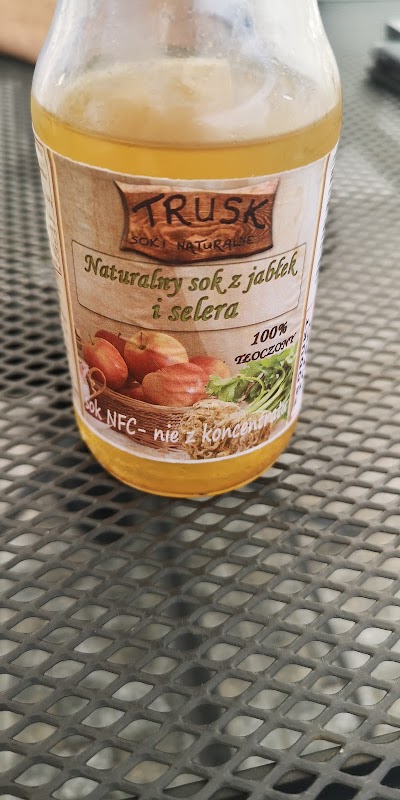 TRUSK
SOKI NATURALNE
Naturalny sok z jabłek
i selera
100%
TŁOCZONY
Sok NFC- nie z koncentratu